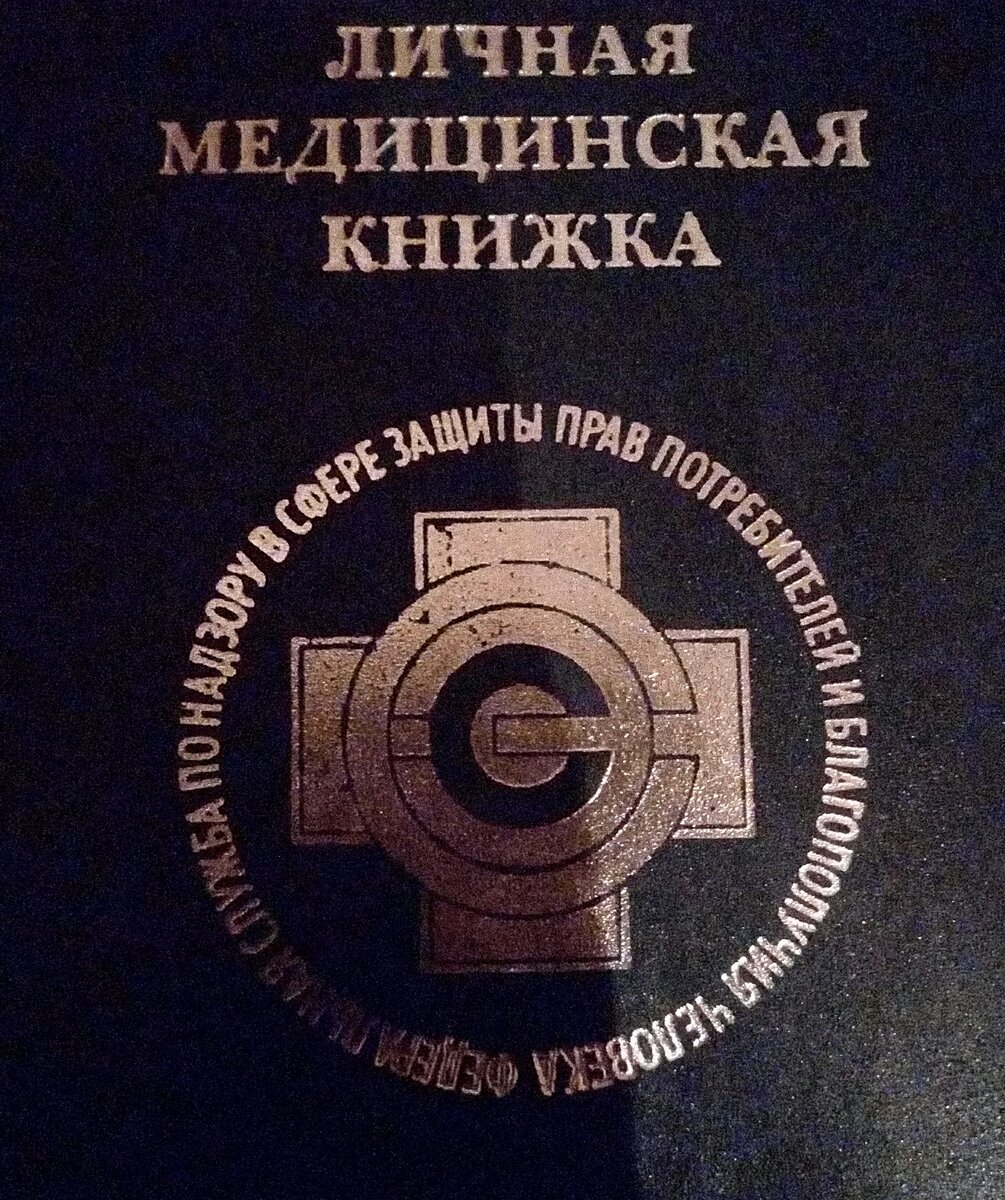 ЛИЧНАЯ
МЕДИЦИНСКАЯ
КНИЖКА
ФЕДЕРАЛЬНАЯ СЛУЖБА ПО НАДЗОРУ В СФЕРЕ ЗАЩИТЫ ПРАВ ПОТРЕБИТЕЛЕЙ И БЛАГОПОЛУЧИЯ ЧЕЛОВЕКА